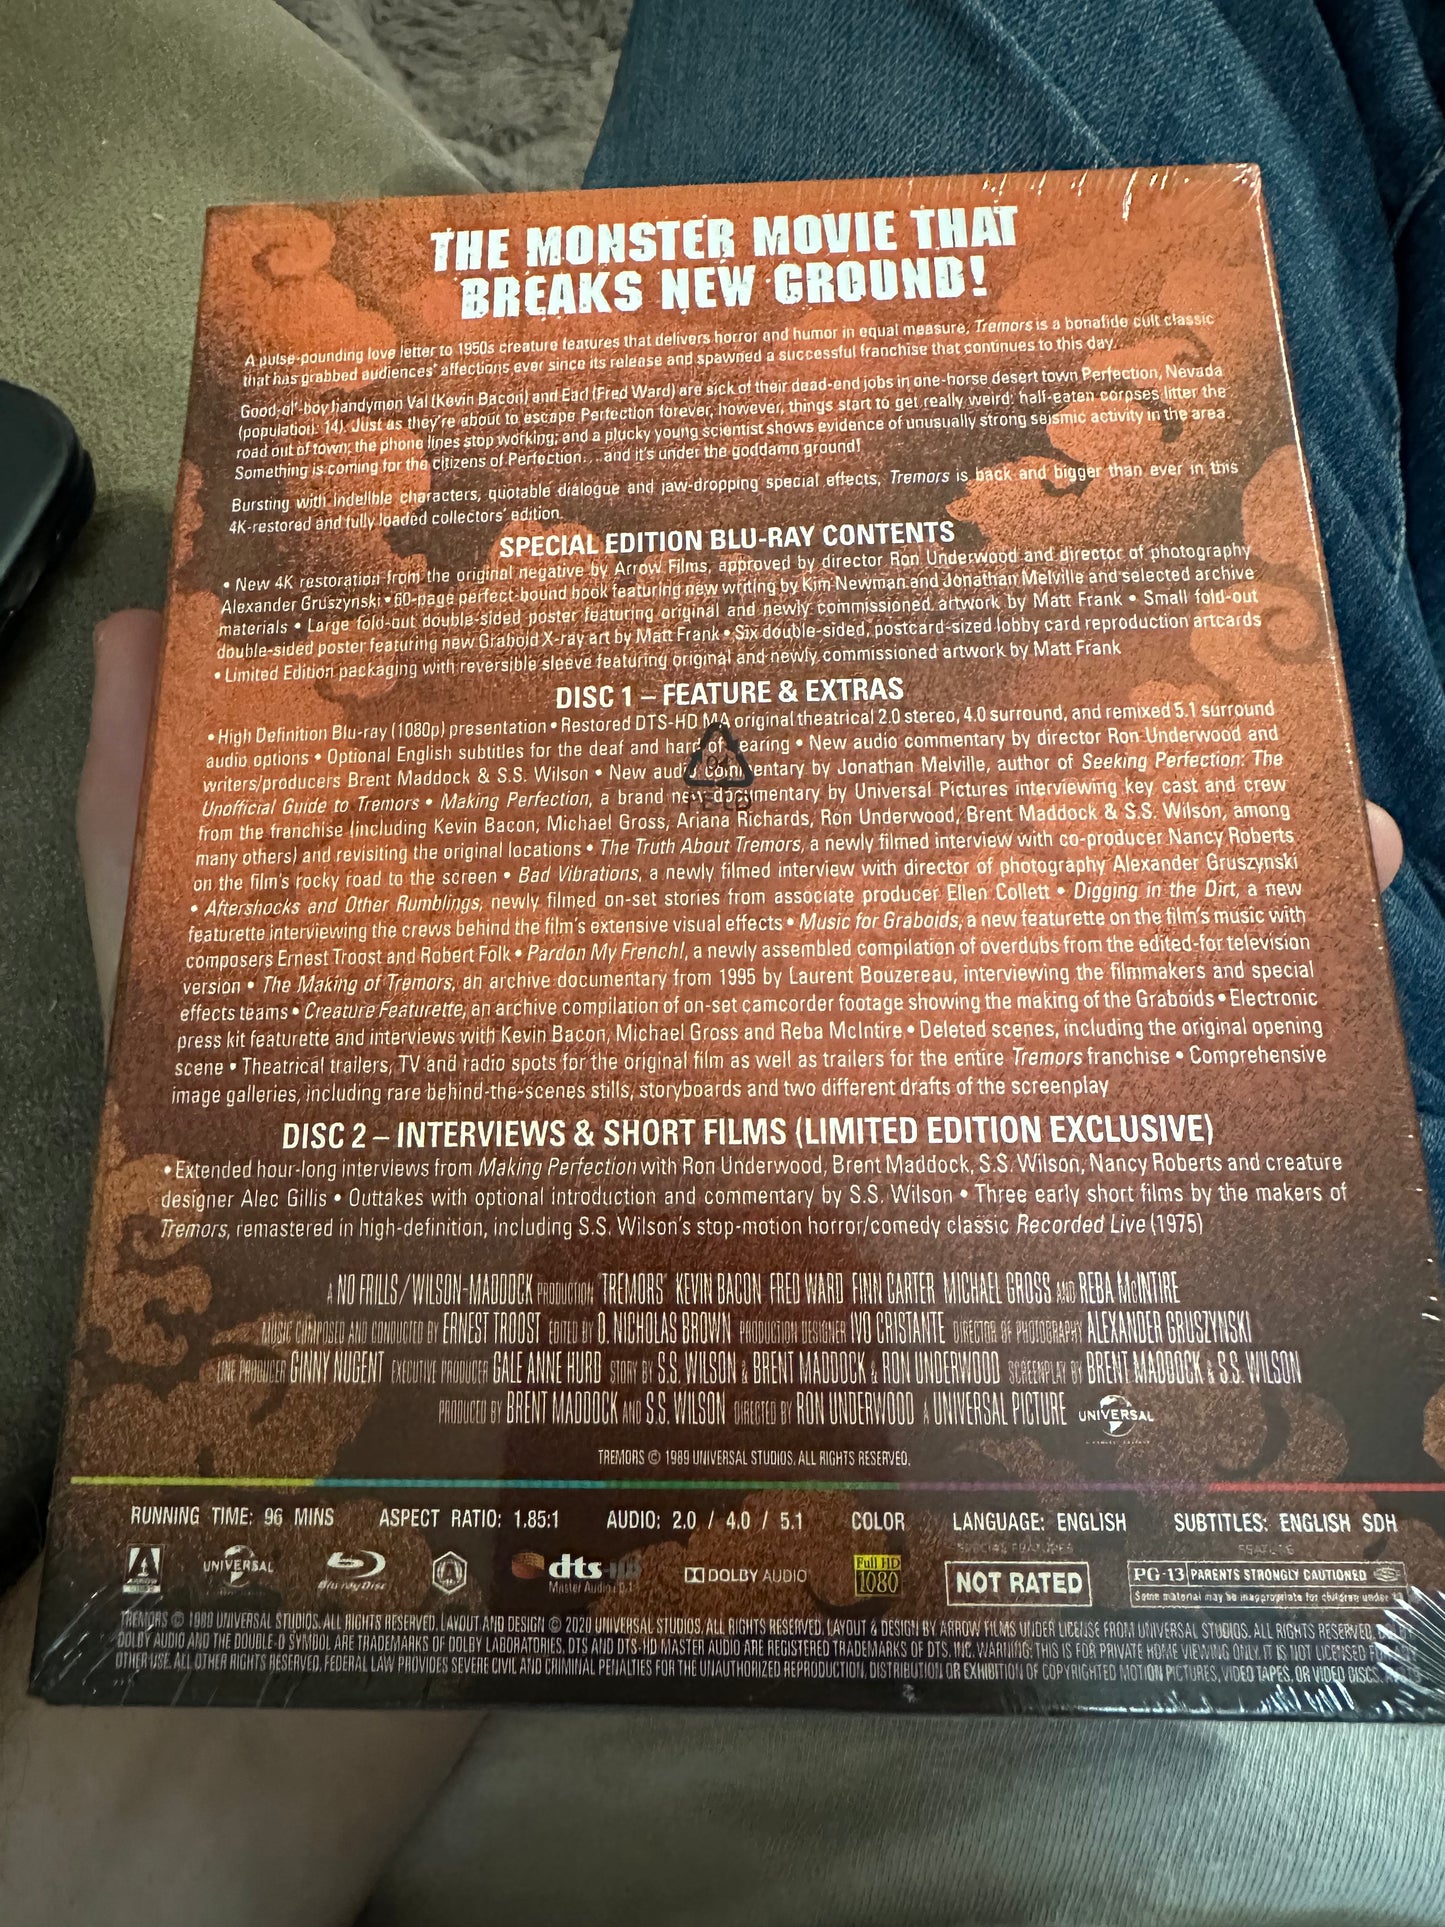 THE MONSTER MOVIE THAT
BREAKS NEW GROUND!
A pulse-pounding love letter to 1950s creature features that delivers horror and humor in equal measure, Tremors is a bonafide cult classic
that has grabbed audiences' affections ever since its release and spawned a successful franchise that continues to this day.
Good-ol'-boy handymen Val (Kevin Bacon) and Earl (Fred Ward) are sick of their dead-end jobs in one-horse desert town Perfection, Nevada
(population: 14). Just as they're about to escape Perfection forever, however, things start to get really weird: half-eaten corpses litter the
road out of town; the phone lines stop working; and a plucky young scientist shows evidence of unusually strong seismic activity in the area.
Something is coming for the citizens of Perfection... and it's under the goddamn ground!
Bursting with indelible characters, quotable dialogue and jaw-dropping special effects, Tremors is back and bigger than ever in this
4K-restored and fully loaded collectors' edition.
SPECIAL EDITION BLU-RAY CONTENTS
• New 4K restoration from the original negative by Arrow Films, approved by director Ron Underwood and director of photography
Alexander Gruszynski • 60-page perfect-bound book featuring new writing by Kim Newman and Jonathan Melville and selected archive
materials • Large fold-out double-sided poster featuring original and newly commissioned artwork by Matt Frank • Small fold-out
double-sided poster featuring new Graboid X-ray art by Matt Frank • Six double-sided, postcard-sized lobby card reproduction artcards
• Limited Edition packaging with reversible sleeve featuring original and newly commissioned artwork by Matt Frank
DISC 1 – FEATURE & EXTRAS
• High Definition Blu-ray (1080p) presentation • Restored DTS-HD MA original theatrical 2.0 stereo, 4.0 surround, and remixed 5.1 surround
audio options • Optional English subtitles for the deaf and hard of hearing • New audio commentary by director Ron Underwood and
writers/producers Brent Maddock & S.S. Wilson • New audio commentary by Jonathan Melville, author of Seeking Perfection: The
Unofficial Guide to Tremors • Making Perfection, a brand new documentary by Universal Pictures interviewing key cast and crew
from the franchise (including Kevin Bacon, Michael Gross, Ariana Richards, Ron Underwood, Brent Maddock & S.S. Wilson, among
many others) and revisiting the original locations • The Truth About Tremors, a newly filmed interview with co-producer Nancy Roberts
on the film's rocky road to the screen • Bad Vibrations, a newly filmed interview with director of photography Alexander Gruszynski
• Aftershocks and Other Rumblings, newly filmed on-set stories from associate producer Ellen Collett • Digging in the Dirt, a new
featurette interviewing the crews behind the film's extensive visual effects • Music for Graboids, a new featurette on the film's music with
composers Ernest Troost and Robert Folk • Pardon My French!, a newly assembled compilation of overdubs from the edited-for television
version • The Making of Tremors, an archive documentary from 1995 by Laurent Bouzereau, interviewing the filmmakers and special
effects teams • Creature Featurette, an archive compilation of on-set camcorder footage showing the making of the Graboids • Electronic
press kit featurette and interviews with Kevin Bacon, Michael Gross and Reba McIntire • Deleted scenes, including the original opening
scene • Theatrical trailers, TV and radio spots for the original film as well as trailers for the entire Tremors franchise • Comprehensive
image galleries, including rare behind-the-scenes stills, storyboards and two different drafts of the screenplay
DISC 2 – INTERVIEWS & SHORT FILMS (LIMITED EDITION EXCLUSIVE)
• Extended hour-long interviews from Making Perfection with Ron Underwood, Brent Maddock, S.S. Wilson, Nancy Roberts and creature
designer Alec Gillis • Outtakes with optional introduction and commentary by S.S. Wilson • Three early short films by the makers of
Tremors, remastered in high-definition, including S.S. Wilson's stop-motion horror/comedy classic Recorded Live (1975)
A NO FRILLS/WILSON-MADDOCK PRODUCTION "TREMORS" KEVIN BACON FRED WARD FINN CARTER MICHAEL GROSS AND REBA McINTIRE
MUSIC COMPOSED AND CONDUCTED BY ERNEST TROOST EDITED BY O. NICHOLAS BROWN PRODUCTION DESIGNER IVO CRISTANTE DIRECTOR OF PHOTOGRAPHY ALEXANDER GRUSZYNSKI
LINE PRODUCER GINNY NUGENT EXECUTIVE PRODUCER GALE ANNE HURD STORY BY S.S. WILSON & BRENT MADDOCK & RON UNDERWOOD SCREENPLAY BY BRENT MADDOCK & S.S. WILSON
PRODUCED BY BRENT MADDOCK AND S.S. WILSON DIRECTED BY RON UNDERWOOD A UNIVERSAL PICTURE UNIVERSAL
TREMORS © 1989 UNIVERSAL STUDIOS. ALL RIGHTS RESERVED.
RUNNING TIME: 96 MINS ASPECT RATIO: 1.85:1 AUDIO: 2.0 / 4.0 / 5.1 COLOR LANGUAGE: ENGLISH SUBTITLES: ENGLISH SDH
SPECIAL FEATURES FEATURE
ARROW UNIVERSAL Blu-ray Disc dts-HD Master Audio 5.1 DOLBY AUDIO Full HD 1080 NOT RATED PG-13 PARENTS STRONGLY CAUTIONED
Some material may be inappropriate for children under 13
TREMORS © 1989 UNIVERSAL STUDIOS. ALL RIGHTS RESERVED. LAYOUT AND DESIGN © 2020 UNIVERSAL STUDIOS. ALL RIGHTS RESERVED. LAYOUT & DESIGN BY ARROW FILMS UNDER LICENSE FROM UNIVERSAL STUDIOS. ALL RIGHTS RESERVED.
DOLBY AUDIO AND THE DOUBLE-D SYMBOL ARE TRADEMARKS OF DOLBY LABORATORIES. DTS AND DTS-HD MASTER AUDIO ARE REGISTERED TRADEMARKS OF DTS, INC. WARNING: THIS IS FOR PRIVATE HOME VIEWING ONLY. IT IS NOT LICENSED FOR
OTHER USE. ALL OTHER RIGHTS RESERVED. FEDERAL LAW PROVIDES SEVERE CIVIL AND CRIMINAL PENALTIES FOR THE UNAUTHORIZED REPRODUCTION, DISTRIBUTION OR EXHIBITION OF COPYRIGHTED MOTION PICTURES, VIDEO TAPES, OR VIDEO DISCS.